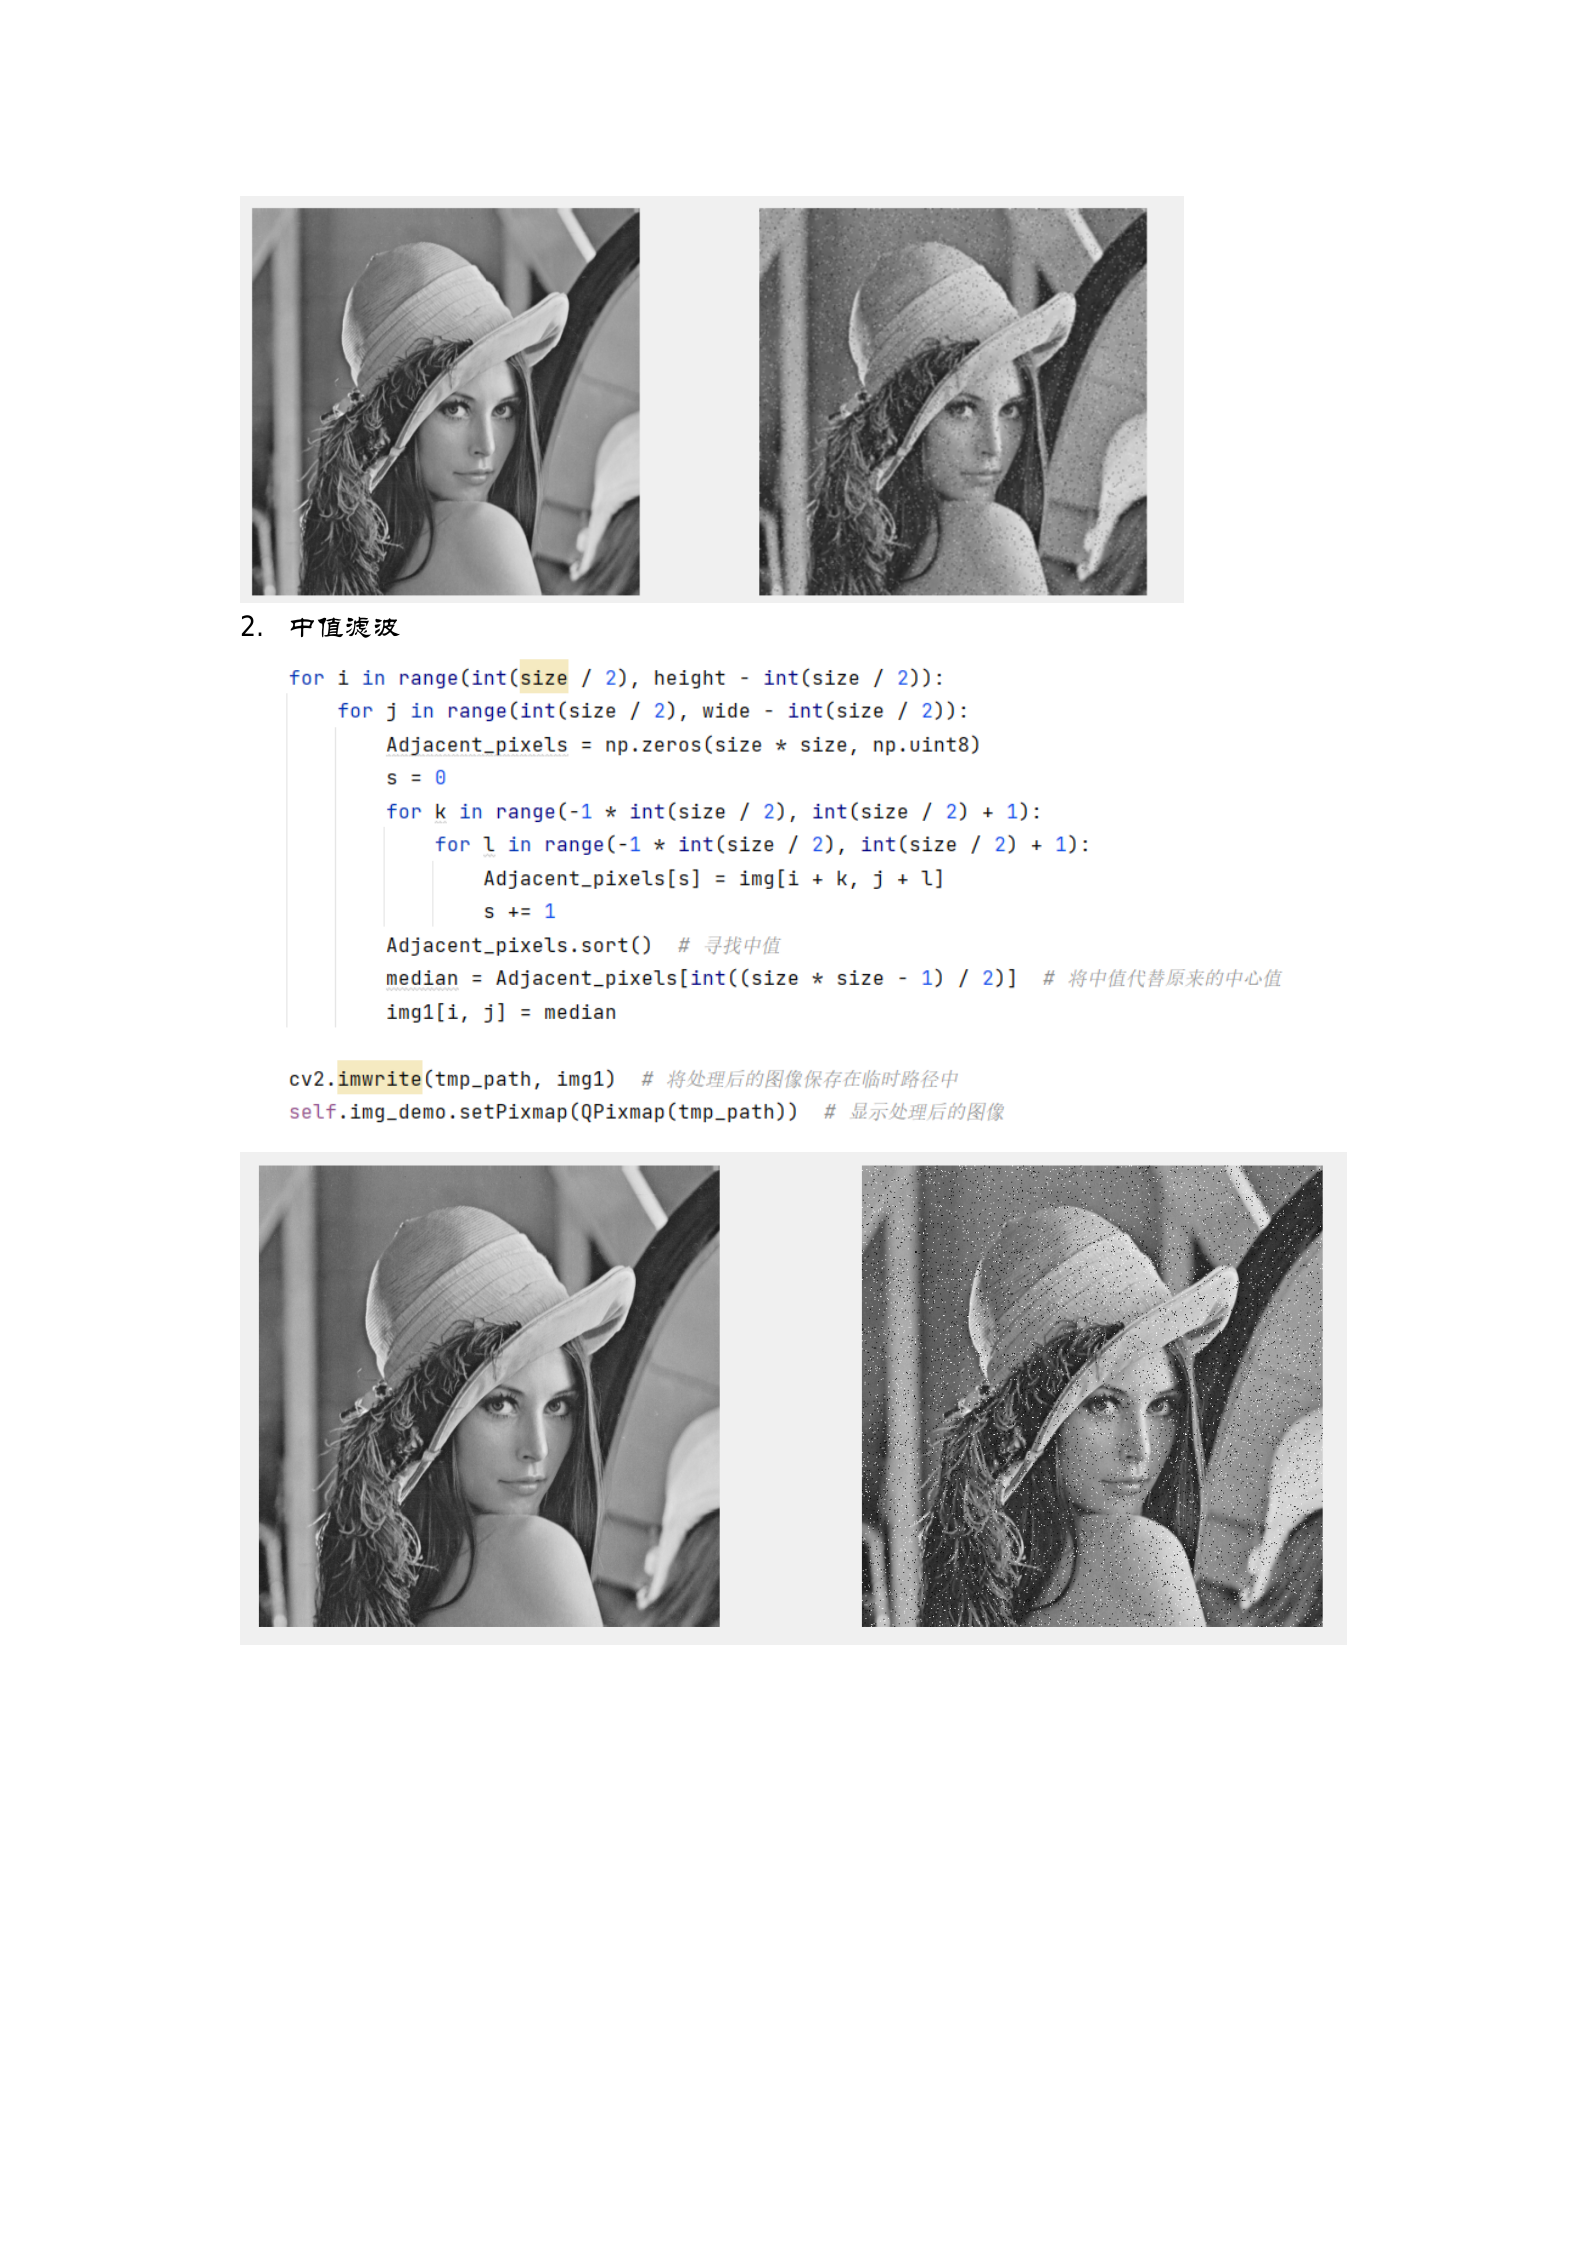 2. 中值滤波
for i in range(int(size / 2), height - int(size / 2)):
for j in range(int(size / 2), wide - int(size / 2)):
Adjacent_pixels = np.zeros(size * size, np.uint8)
s = 0
for k in range(-1 * int(size / 2), int(size / 2) + 1):
for l in range(-1 * int(size / 2), int(size / 2) + 1):
Adjacent_pixels[s] = img[i + k, j + l]
s += 1
Adjacent_pixels.sort() # 寻找中值
median = Adjacent_pixels[int((size * size - 1) / 2)] # 将中值代替原来的中心值
img1[i, j] = median
cv2.imwrite(tmp_path, img1) # 将处理后的图像保存在临时路径中
self.img_demo.setPixmap(QPixmap(tmp_path)) # 显示处理后的图像